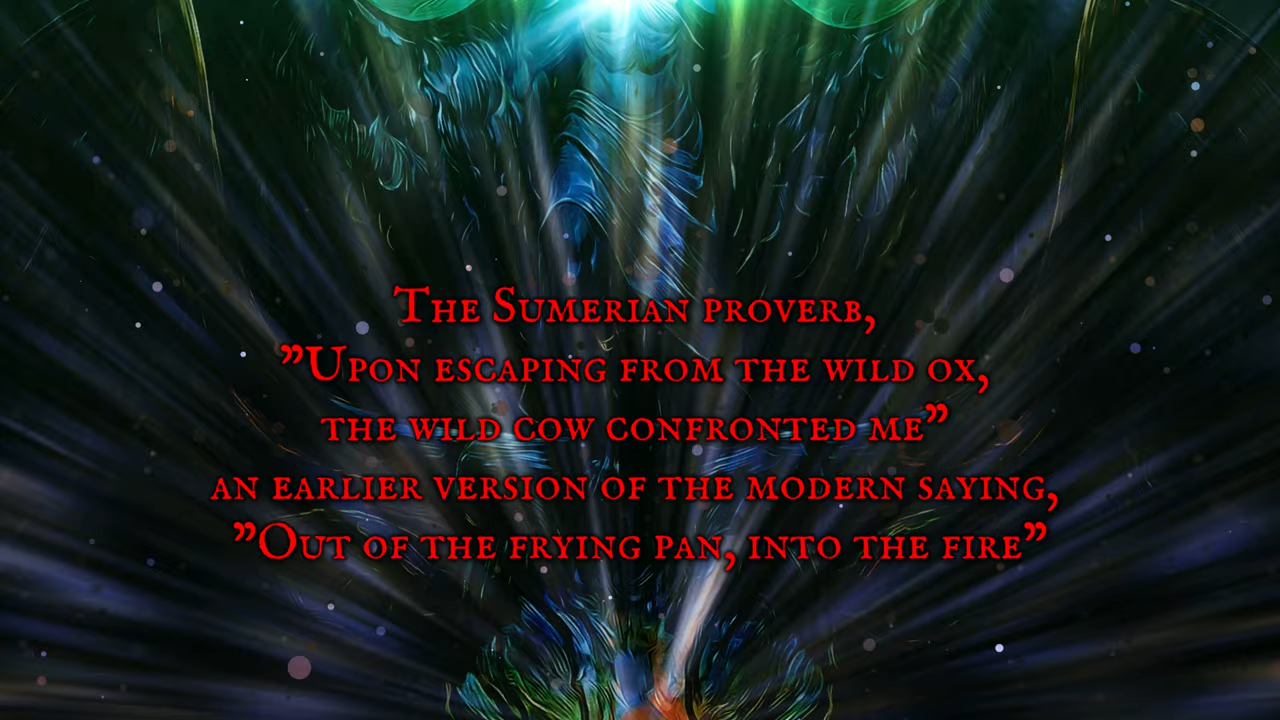 The Sumerian proverb,
”Upon escaping from the wild ox,
the wild cow confronted me”
an earlier version of the modern saying,
”Out of the frying pan, into the fire”